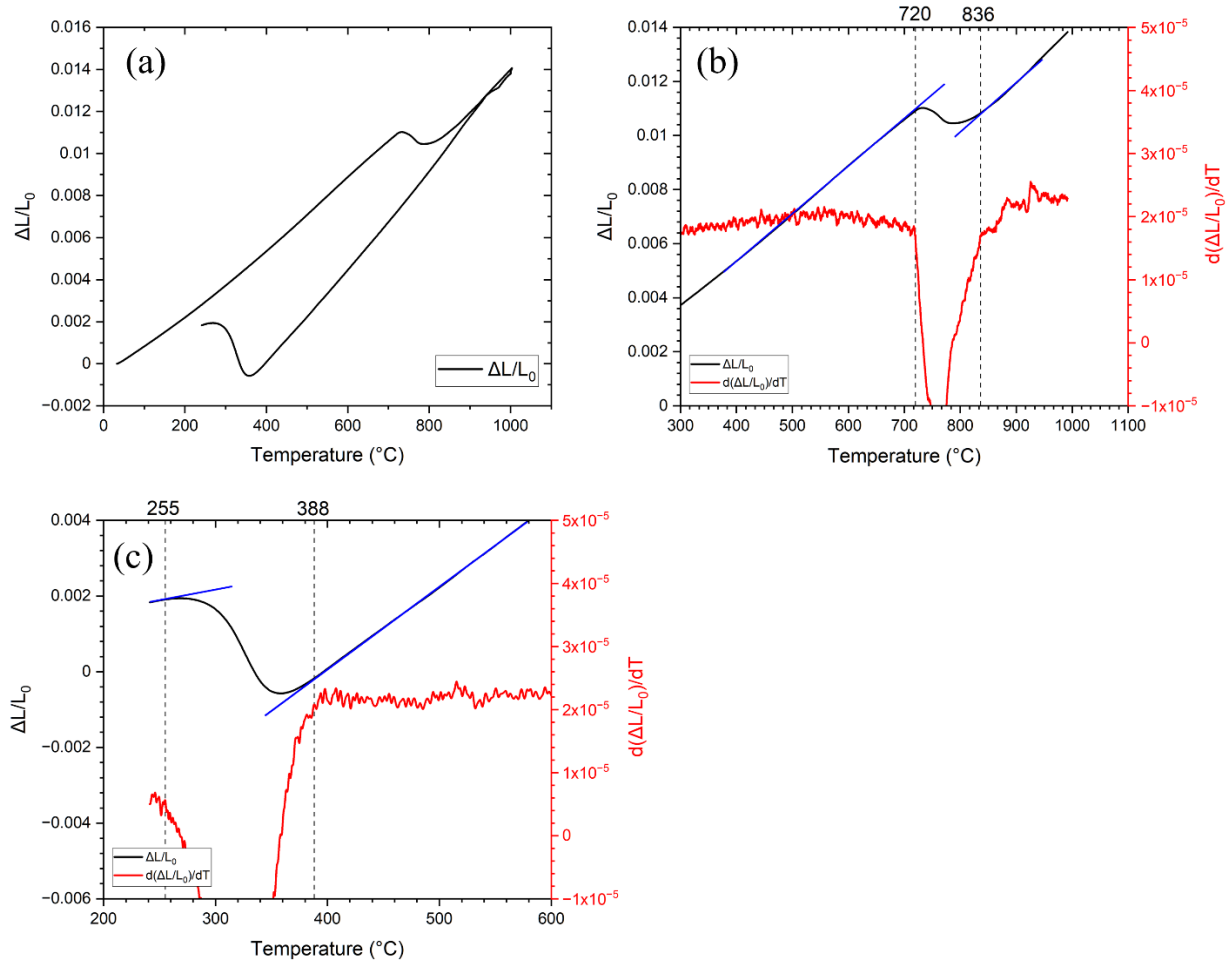 (a)
0.016
0.014
0.012
0.01
0.008
0.006
0.004
0.002
0
−0.002
ΔL/L₀
0 200 400 600 800 1000
Temperature (°C)
ΔL/L₀
(b)
720 836
0.014
0.012
0.01
0.008
0.006
0.004
0.002
0
ΔL/L₀
5x10⁻⁵
4x10⁻⁵
3x10⁻⁵
2x10⁻⁵
1x10⁻⁵
0
−1x10⁻⁵
d(ΔL/L₀)/dT
ΔL/L₀
d(ΔL/L₀)/dT
300 400 500 600 700 800 900 1000 1100
Temperature (°C)
(c)
255 388
0.004
0.002
0
−0.002
−0.004
−0.006
ΔL/L₀
5x10⁻⁵
4x10⁻⁵
3x10⁻⁵
2x10⁻⁵
1x10⁻⁵
0
−1x10⁻⁵
d(ΔL/L₀)/dT
ΔL/L₀
d(ΔL/L₀)/dT
200 300 400 500 600
Temperature (°C)